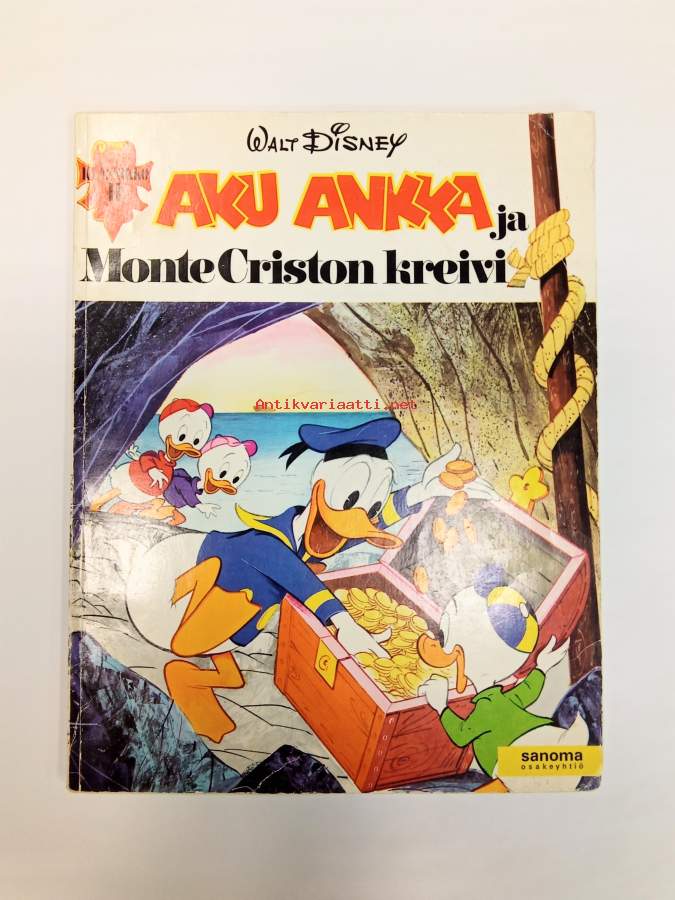 WALT DISNEY
AKU ANKKA ja
Monte Criston kreivi
Antikvariaatti.net
sanoma
osakeyhtiö